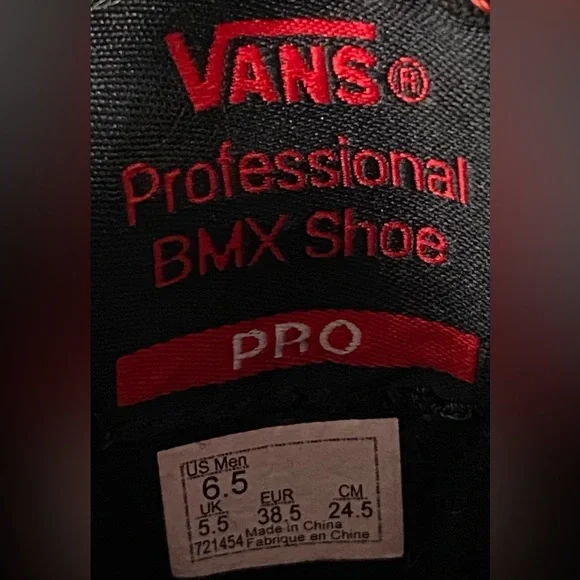 VANS®
Professional
BMX Shoe
PRO
US Men
6.5
UK EUR CM
5.5 38.5 24.5
721454 Made in China
Fabrique en Chine